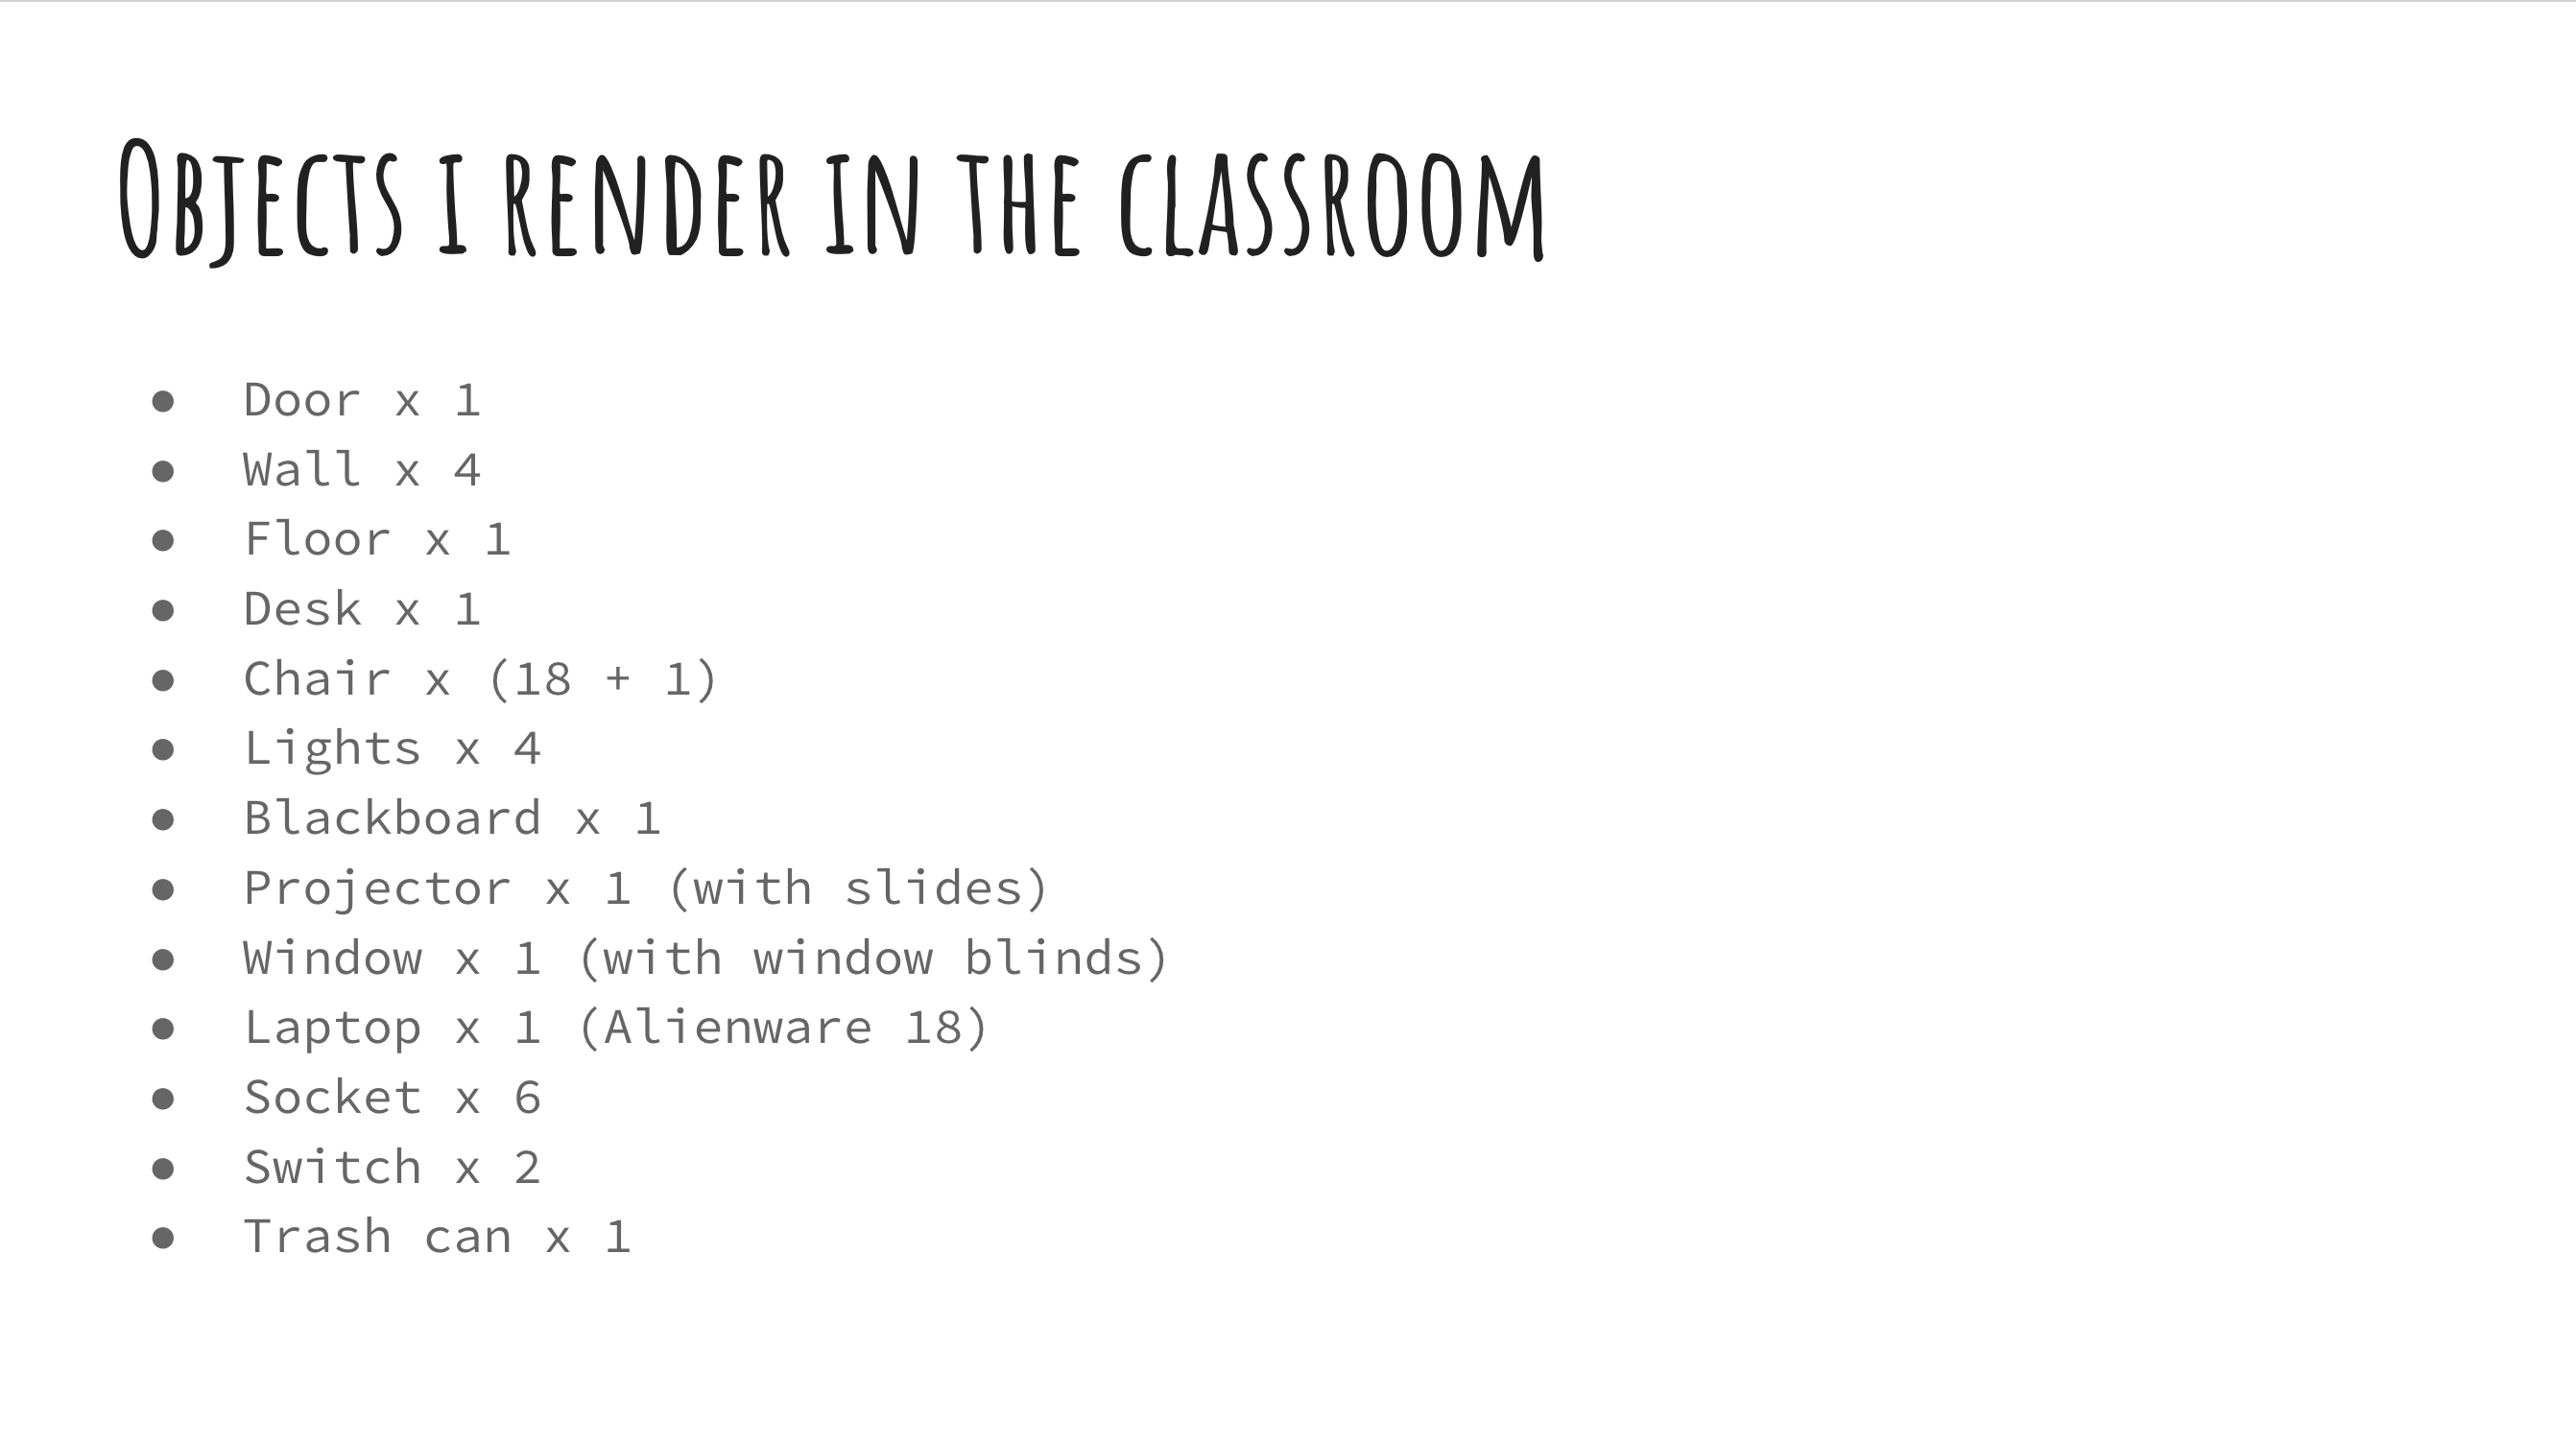 Objects i render in the classroom
● Door x 1
● Wall x 4
● Floor x 1
● Desk x 1
● Chair x (18 + 1)
● Lights x 4
● Blackboard x 1
● Projector x 1 (with slides)
● Window x 1 (with window blinds)
● Laptop x 1 (Alienware 18)
● Socket x 6
● Switch x 2
● Trash can x 1